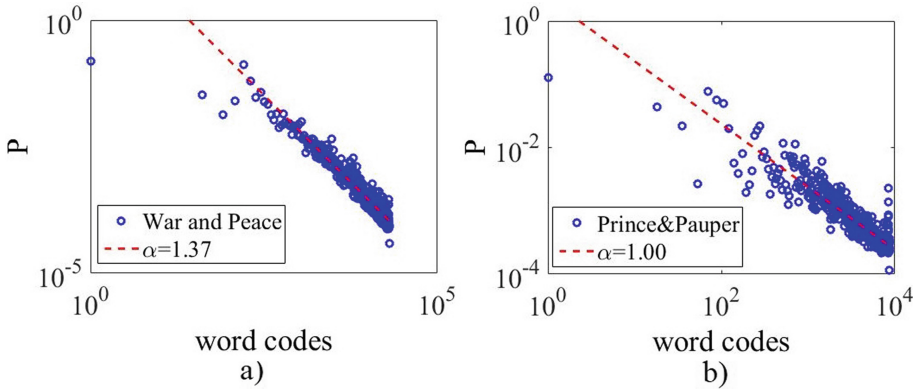 10^0
P
War and Peace
α=1.37
10^-5
10^0
10^5
word codes
a)
10^0
10^-2
P
Prince&Pauper
α=1.00
10^-4
10^0
10^2
10^4
word codes
b)